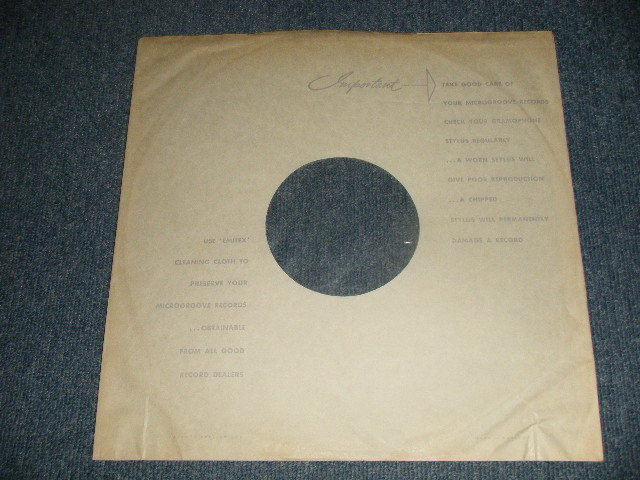 Important
TAKE GOOD CARE OF
YOUR MICROGROOVE RECORDS
CHECK YOUR GRAMOPHONE
STYLUS REGULARLY
...A WORN STYLUS WILL
GIVE POOR REPRODUCTION
...A CHIPPED
STYLUS WILL PERMANENTLY
DAMAGE A RECORD
USE 'EMITEX'
CLEANING CLOTH TO
PRESERVE YOUR
MICROGROOVE RECORDS
...OBTAINABLE
FROM ALL GOOD
RECORD DEALERS